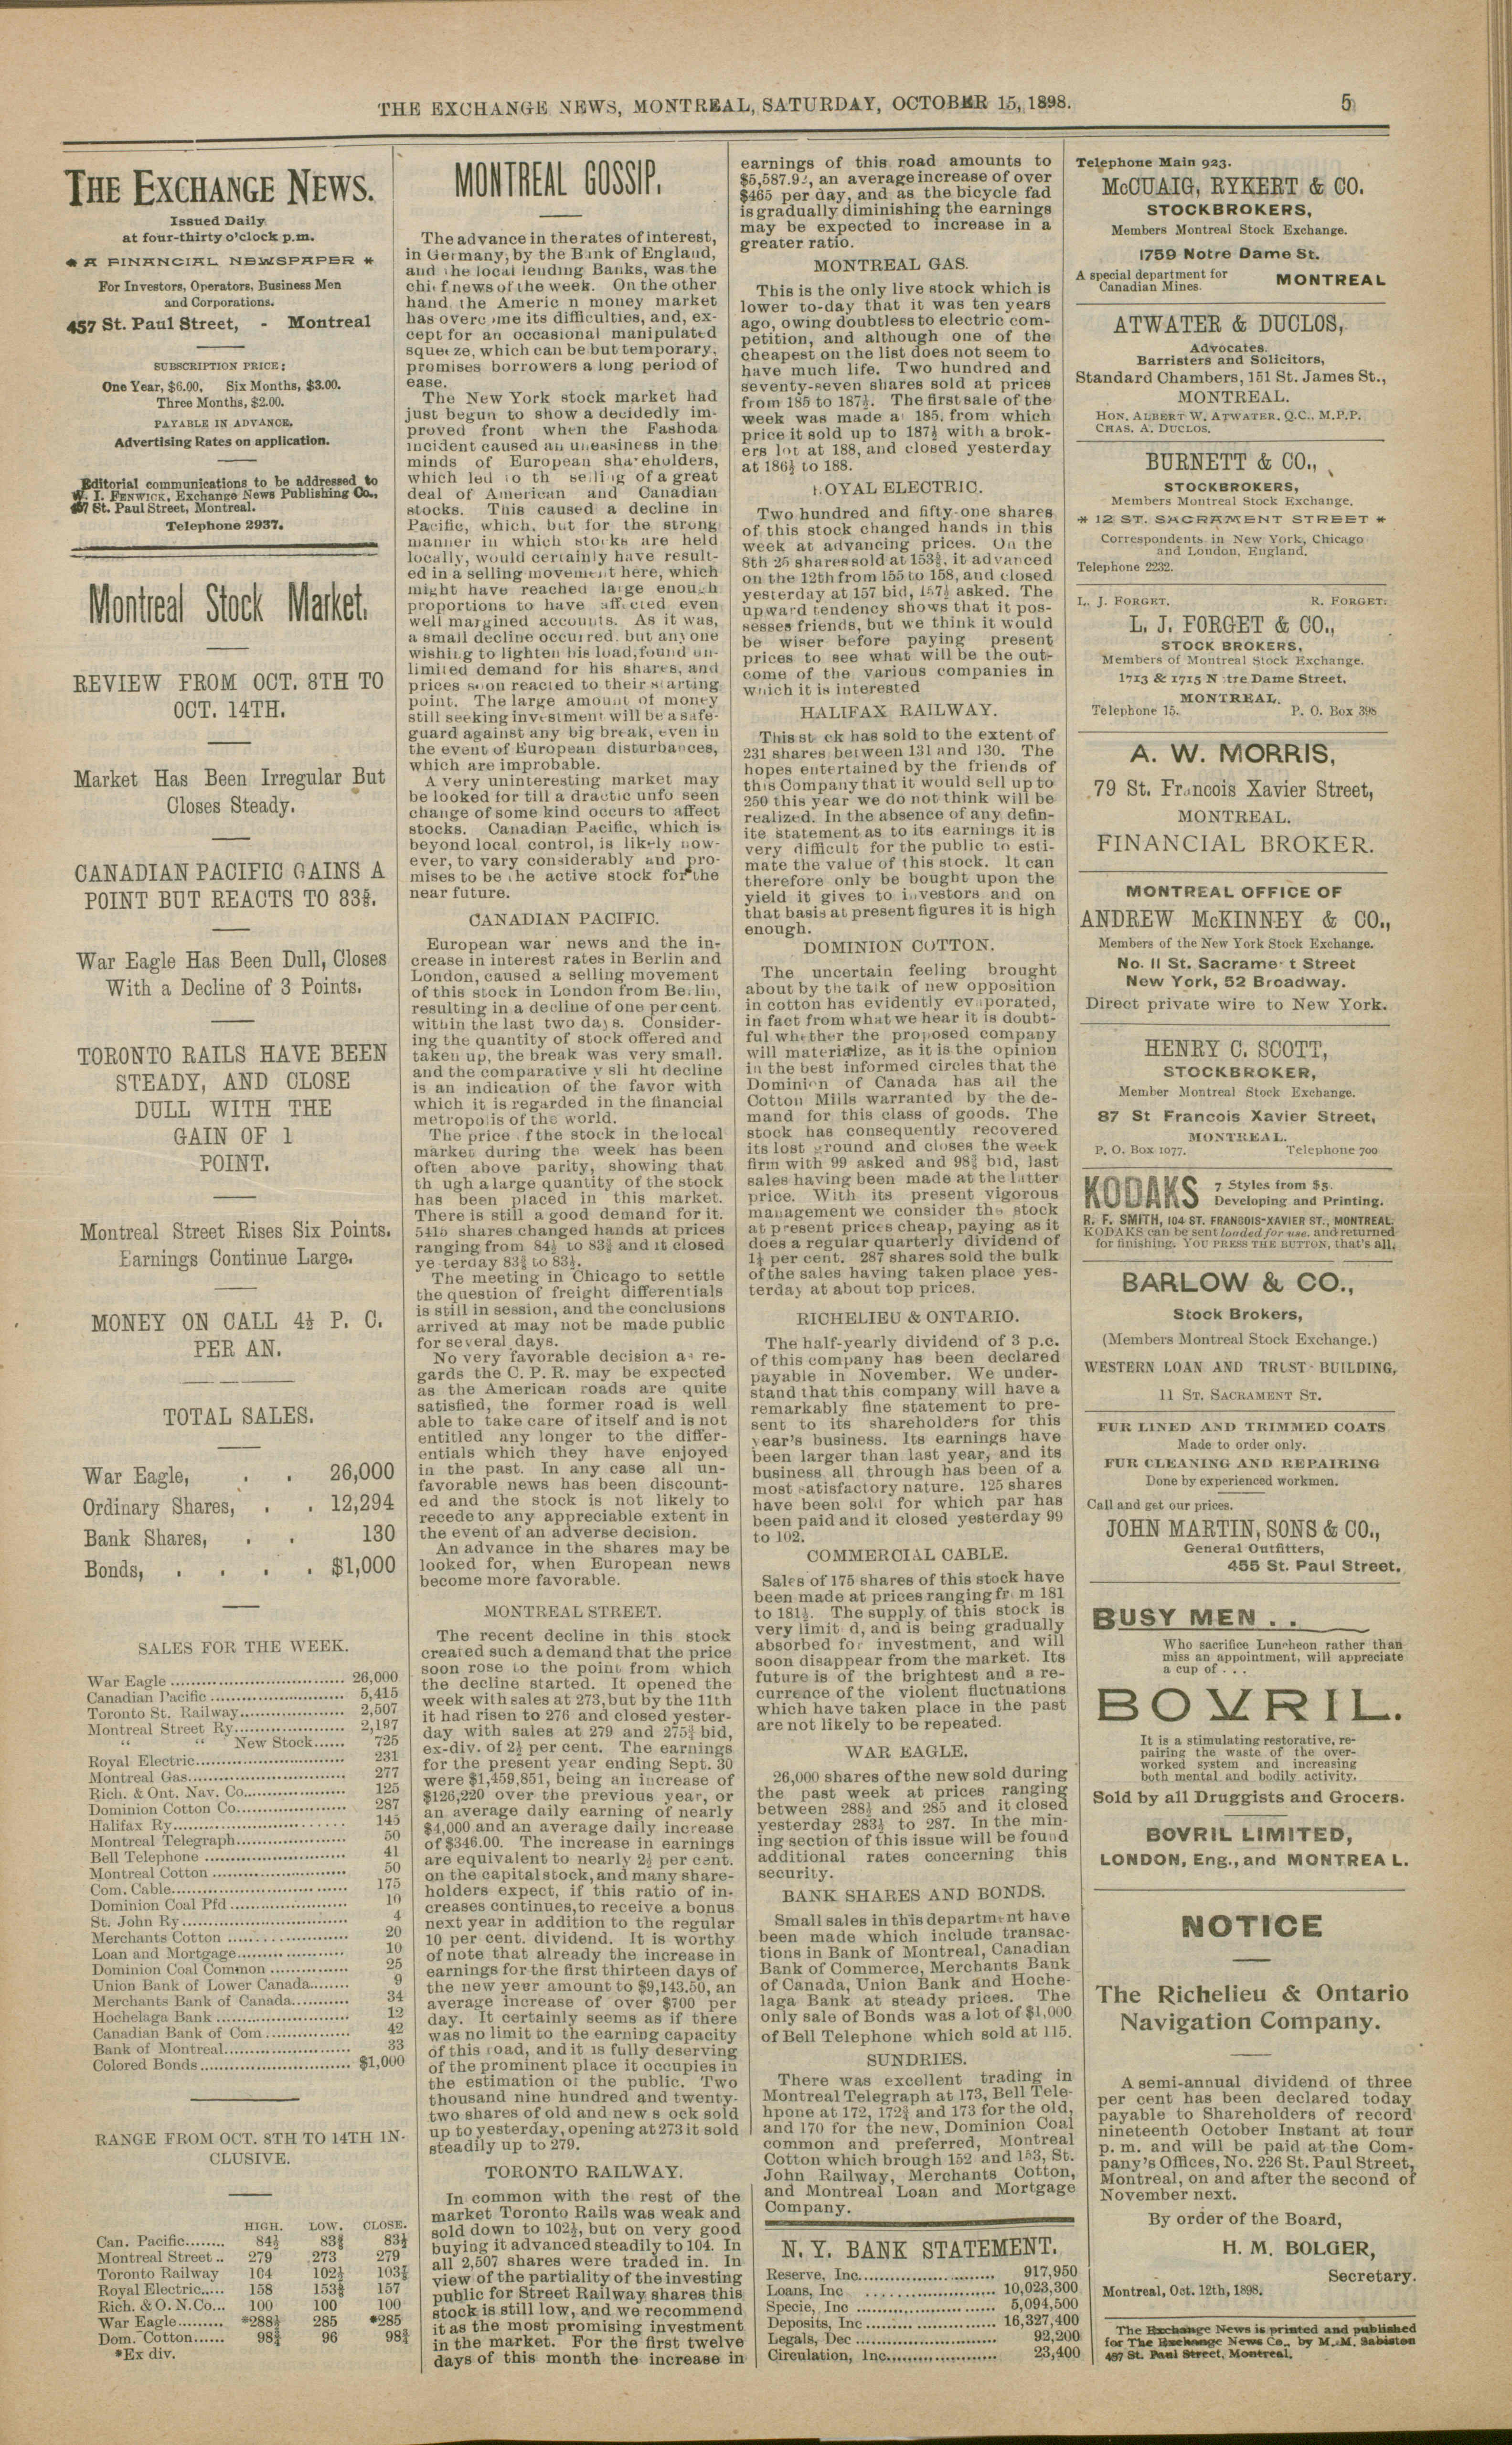 THE EXCHANGE NEWS, MONTREAL, SATURDAY, OCTOBER 15, 1898.
5
THE EXCHANGE NEWS.
Issued Daily
at four-thirty o'clock p.m.
* A FINANCIAL NEWSPAPER *
For Investors, Operators, Business Men
and Corporations.
457 St. Paul Street, - Montreal
SUBSCRIPTION PRICE:
One Year, $6.00, Six Months, $3.00.
Three Months, $2.00.
PAYABLE IN ADVANCE.
Advertising Rates on application.
Editorial communications to be addressed to
W. I. FENWICK, Exchange News Publishing Co.,
457 St. Paul Street, Montreal.
Telephone 2937.
Montreal Stock Market.
REVIEW FROM OCT. 8TH TO
OCT. 14TH.
Market Has Been Irregular But
Closes Steady.
CANADIAN PACIFIC GAINS A
POINT BUT REACTS TO 83⅝.
War Eagle Has Been Dull, Closes
With a Decline of 3 Points.
TORONTO RAILS HAVE BEEN
STEADY, AND CLOSE
DULL WITH THE
GAIN OF 1
POINT.
Montreal Street Rises Six Points.
Earnings Continue Large.
MONEY ON CALL 4½ P. C.
PER AN.
TOTAL SALES.
War Eagle, . . 26,000
Ordinary Shares, . . 12,294
Bank Shares, . . 130
Bonds, . . . . $1,000
SALES FOR THE WEEK.
War Eagle ........ 26,000
Canadian Pacific ........ 5,415
Toronto St. Railway........ 2,507
Montreal Street Ry........ 2,197
" " New Stock...... 725
Royal Electric........ 231
Montreal Gas........ 277
Rich. & Ont. Nav. Co........ 125
Dominion Cotton Co........ 287
Halifax Ry........ 145
Montreal Telegraph........ 50
Bell Telephone ........ 41
Montreal Cotton ........ 50
Com. Cable........ 175
Dominion Coal Pfd ........ 10
St. John Ry........ 4
Merchants Cotton ........ 20
Loan and Mortgage........ 10
Dominion Coal Common ........ 25
Union Bank of Lower Canada........ 9
Merchants Bank of Canada........ 34
Hochelaga Bank ........ 12
Canadian Bank of Com ........ 42
Bank of Montreal........ 33
Colored Bonds ........ $1,000
RANGE FROM OCT. 8TH TO 14TH IN-
CLUSIVE.
HIGH. LOW. CLOSE.
Can. Pacific........ 84½ 83⅜ 83½
Montreal Street .. 279 273 279
Toronto Railway 104 102½ 103⅞
Royal Electric..... 158 153⅜ 157
Rich. & O. N. Co... 100 100 100
War Eagle......... *288½ 285 *285
Dom. Cotton...... 98¾ 96 98¾
*Ex div.
MONTREAL GOSSIP.
The advance in the rates of interest,
in Germany, by the Bank of England,
and the local lending Banks, was the
chi f news of the week. On the other
hand the Americ n money market
has overc me its difficulties, and, ex-
cept for an occasional manipulated
squeeze, which can be but temporary,
promises borrowers a long period of
ease.
The New York stock market had
just begun to show a decidedly im-
proved front when the Fashoda
incident caused an uneasiness in the
minds of European shareholders,
which led to th selling of a great
deal of American and Canadian
stocks. This caused a decline in
Pacific, which, but for the strong
manner in which stocks are held
locally, would certainly have result-
ed in a selling movement here, which
might have reached large enough
proportions to have affected even
well margined accounts. As it was,
a small decline occurred, but any one
wishing to lighten his load, found un-
limited demand for his shares, and
prices soon reacted to their starting
point. The large amount of money
still seeking investment will be a safe-
guard against any big break, even in
the event of European disturbances,
which are improbable.
A very uninteresting market may
be looked for till a dractic unfo seen
change of some kind occurs to affect
stocks. Canadian Pacific, which is
beyond local control, is likely how-
ever, to vary considerably and pro-
mises to be the active stock for the
near future.
CANADIAN PACIFIC.
European war news and the in-
crease in interest rates in Berlin and
London, caused a selling movement
of this stock in London from Berlin,
resulting in a decline of one per cent.
within the last two days. Consider-
ing the quantity of stock offered and
taken up, the break was very small.
and the comparative y sli ht decline
is an indication of the favor with
which it is regarded in the financial
metropolis of the world.
The price f the stock in the local
market during the week has been
often above parity, showing that
th ugh a large quantity of the stock
has been placed in this market.
There is still a good demand for it.
5415 shares changed hands at prices
ranging from 84½ to 83⅜ and it closed
ye terday 83⅜ to 83½.
The meeting in Chicago to settle
the question of freight differentials
is still in session, and the conclusions
arrived at may not be made public
for several days.
No very favorable decision as re-
gards the C. P. R. may be expected
as the American roads are quite
satisfied, the former road is well
able to take care of itself and is not
entitled any longer to the differ-
entials which they have enjoyed
in the past. In any case all un-
favorable news has been discount-
ed and the stock is not likely to
recede to any appreciable extent in
the event of an adverse decision.
An advance in the shares may be
looked for, when European news
become more favorable.
MONTREAL STREET.
The recent decline in this stock
created such a demand that the price
soon rose to the point from which
the decline started. It opened the
week with sales at 273, but by the 11th
it had risen to 276 and closed yester-
day with sales at 279 and 275¾ bid,
ex-div. of 2½ per cent. The earnings
for the present year ending Sept. 30
were $1,459,851, being an increase of
$126,220 over the previous year, or
an average daily earning of nearly
$4,000 and an average daily increase
of $346.00. The increase in earnings
are equivalent to nearly 2½ per cent.
on the capital stock, and many share-
holders expect, if this ratio of in-
creases continues, to receive a bonus
next year in addition to the regular
10 per cent. dividend. It is worthy
of note that already the increase in
earnings for the first thirteen days of
the new year amount to $9,143.50, an
average increase of over $700 per
day. It certainly seems as if there
was no limit to the earning capacity
of this road, and it is fully deserving
of the prominent place it occupies in
the estimation of the public. Two
thousand nine hundred and twenty-
two shares of old and new s ock sold
up to yesterday, opening at 273 it sold
steadily up to 279.
TORONTO RAILWAY.
In common with the rest of the
market Toronto Rails was weak and
sold down to 102½, but on very good
buying it advanced steadily to 104. In
all 2,507 shares were traded in. In
view of the partiality of the investing
public for Street Railway shares this
stock is still low, and we recommend
it as the most promising investment
in the market. For the first twelve
days of this month the increase in
earnings of this road amounts to
$5,587.9 , an average increase of over
$465 per day, and as the bicycle fad
is gradually diminishing the earnings
may be expected to increase in a
greater ratio.
MONTREAL GAS.
This is the only live stock which is
lower to-day that it was ten years
ago, owing doubtless to electric com-
petition, and although one of the
cheapest on the list does not seem to
have much life. Two hundred and
seventy-seven shares sold at prices
from 185 to 187½. The first sale of the
week was made a 185, from which
price it sold up to 187½ with a brok-
ers lot at 188, and closed yesterday
at 186½ to 188.
ROYAL ELECTRIC.
Two hundred and fifty-one shares
of this stock changed hands in this
week at advancing prices. On the
8th 25 shares sold at 153⅜, it advanced
on the 12th from 155 to 158, and closed
yesterday at 157 bid, 157½ asked. The
upward tendency shows that it pos-
sesses friends, but we think it would
be wiser before paying present
prices to see what will be the out-
come of the various companies in
which it is interested
HALIFAX RAILWAY.
This st ck has sold to the extent of
231 shares between 131 and 130. The
hopes entertained by the friends of
this Company that it would sell up to
250 this year we do not think will be
realized. In the absence of any defin-
ite statement as to its earnings it is
very difficult for the public to esti-
mate the value of this stock. It can
therefore only be bought upon the
yield it gives to investors and on
that basis at present figures it is high
enough.
DOMINION COTTON.
The uncertain feeling brought
about by the talk of new opposition
in cotton has evidently evaporated,
in fact from what we hear it is doubt-
ful whether the proposed company
will materialize, as it is the opinion
in the best informed circles that the
Dominion of Canada has all the
Cotton Mills warranted by the de-
mand for this class of goods. The
stock has consequently recovered
its lost ground and closes the week
firm with 99 asked and 98¾ bid, last
sales having been made at the latter
price. With its present vigorous
management we consider the stock
at present prices cheap, paying as it
does a regular quarterly dividend of
1½ per cent. 287 shares sold the bulk
of the sales having taken place yes-
terday at about top prices.
RICHELIEU & ONTARIO.
The half-yearly dividend of 3 p.c.
of this company has been declared
payable in November. We under-
stand that this company will have a
remarkably fine statement to pre-
sent to its shareholders for this
year's business. Its earnings have
been larger than last year, and its
business all through has been of a
most satisfactory nature. 125 shares
have been sold for which par has
been paid and it closed yesterday 99
to 102.
COMMERCIAL CABLE.
Sales of 175 shares of this stock have
been made at prices ranging fr m 181
to 181½. The supply of this stock is
very limit d, and is being gradually
absorbed for investment, and will
soon disappear from the market. Its
future is of the brightest and a re-
currence of the violent fluctuations
which have taken place in the past
are not likely to be repeated.
WAR EAGLE.
26,000 shares of the new sold during
the past week at prices ranging
between 288½ and 285 and it closed
yesterday 283½ to 287. In the min-
ing section of this issue will be found
additional rates concerning this
security.
BANK SHARES AND BONDS.
Small sales in this department have
been made which include transac-
tions in Bank of Montreal, Canadian
Bank of Commerce, Merchants Bank
of Canada, Union Bank and Hoche-
laga Bank at steady prices. The
only sale of Bonds was a lot of $1,000
of Bell Telephone which sold at 115.
SUNDRIES.
There was excellent trading in
Montreal Telegraph at 173, Bell Tele-
hpone at 172, 172¾ and 173 for the old,
and 170 for the new, Dominion Coal
common and preferred, Montreal
Cotton which brough 152 and 153, St.
John Railway, Merchants Cotton,
and Montreal Loan and Mortgage
Company.
N. Y. BANK STATEMENT.
Reserve, Inc........ 917,950
Loans, Inc ........ 10,023,300
Specie, Inc ........ 5,094,500
Deposits, Inc ........ 16,327,400
Legals, Dec ........ 92,200
Circulation, Inc........ 23,400
Telephone Main 923.
McCUAIG, RYKERT & CO.
STOCKBROKERS,
Members Montreal Stock Exchange.
1759 Notre Dame St.
A special department for
Canadian Mines.
MONTREAL
ATWATER & DUCLOS,
Advocates.
Barristers and Solicitors,
Standard Chambers, 151 St. James St.,
MONTREAL.
HON. ALBERT W. ATWATER, Q.C., M.P.P.
CHAS. A. DUCLOS.
BURNETT & CO.,
STOCKBROKERS,
Members Montreal Stock Exchange.
* 12 ST. SACRAMENT STREET *
Correspondents in New York, Chicago
and London, England.
Telephone 2232.
L. J. FORGET. R. FORGET.
L. J. FORGET & CO.,
STOCK BROKERS,
Members of Montreal Stock Exchange.
1713 & 1715 N tre Dame Street,
MONTREAL.
Telephone 15. P. O. Box 398
A. W. MORRIS,
79 St. Francois Xavier Street,
MONTREAL.
FINANCIAL BROKER.
MONTREAL OFFICE OF
ANDREW McKINNEY & CO.,
Members of the New York Stock Exchange.
No. 11 St. Sacrame t Street
New York, 52 Broadway.
Direct private wire to New York.
HENRY C. SCOTT,
STOCKBROKER,
Member Montreal Stock Exchange.
87 St Francois Xavier Street,
MONTREAL.
P. O. Box 1077. Telephone 700
KODAKS
7 Styles from $5.
Developing and Printing.
R. F. SMITH, 104 ST. FRANCOIS-XAVIER ST., MONTREAL.
KODAKS can be sent loaded for use, and returned
for finishing. YOU PRESS THE BUTTON, that's all.
BARLOW & CO.,
Stock Brokers,
(Members Montreal Stock Exchange.)
WESTERN LOAN AND TRUST BUILDING,
11 ST. SACRAMENT ST.
FUR LINED AND TRIMMED COATS
Made to order only.
FUR CLEANING AND REPAIRING
Done by experienced workmen.
Call and get our prices.
JOHN MARTIN, SONS & CO.,
General Outfitters,
455 St. Paul Street.
BUSY MEN . .
Who sacrifice Luncheon rather than
miss an appointment, will appreciate
a cup of . . .
BOVRIL.
It is a stimulating restorative, re-
pairing the waste of the over-
worked system and increasing
both mental and bodily activity.
Sold by all Druggists and Grocers.
BOVRIL LIMITED,
LONDON, Eng., and MONTREAL.
NOTICE
The Richelieu & Ontario
Navigation Company.
A semi-annual dividend of three
per cent has been declared today
payable to Shareholders of record
nineteenth October Instant at four
p. m. and will be paid at the Com-
pany's Offices, No. 226 St. Paul Street,
Montreal, on and after the second of
November next.
By order of the Board,
H. M. BOLGER,
Secretary.
Montreal, Oct. 12th, 1898.
The Exchange News is printed and published
for The Exchange News Co., by M. M. Sabiston
457 St. Paul Street, Montreal.